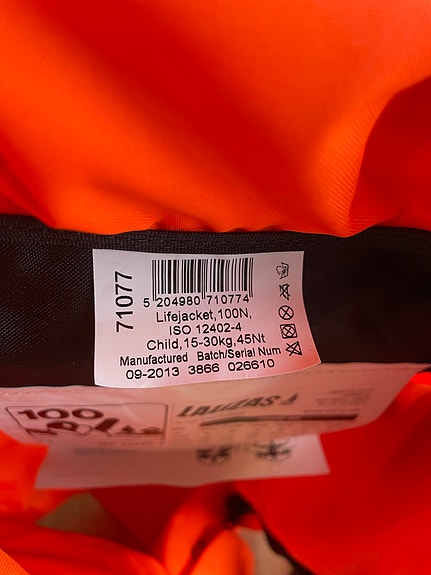 71077
5 204980 710774
Lifejacket,100N,
ISO 12402-4
Child, 15-30kg,45Nt
Manufactured Batch/Serial Num
09-2013 3866 026610
100
LALIZAS